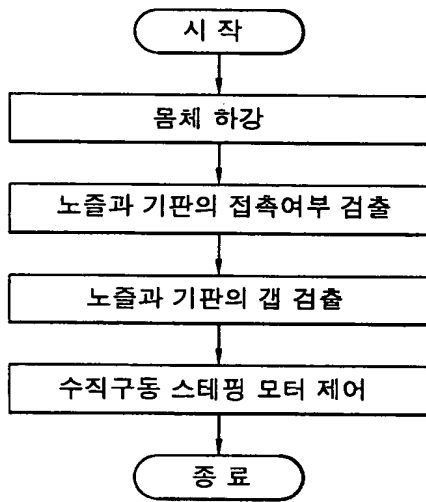 시 작
몸체 하강
노즐과 기판의 접촉여부 검출
노즐과 기판의 갭 검출
수직구동 스테핑 모터 제어
종 료